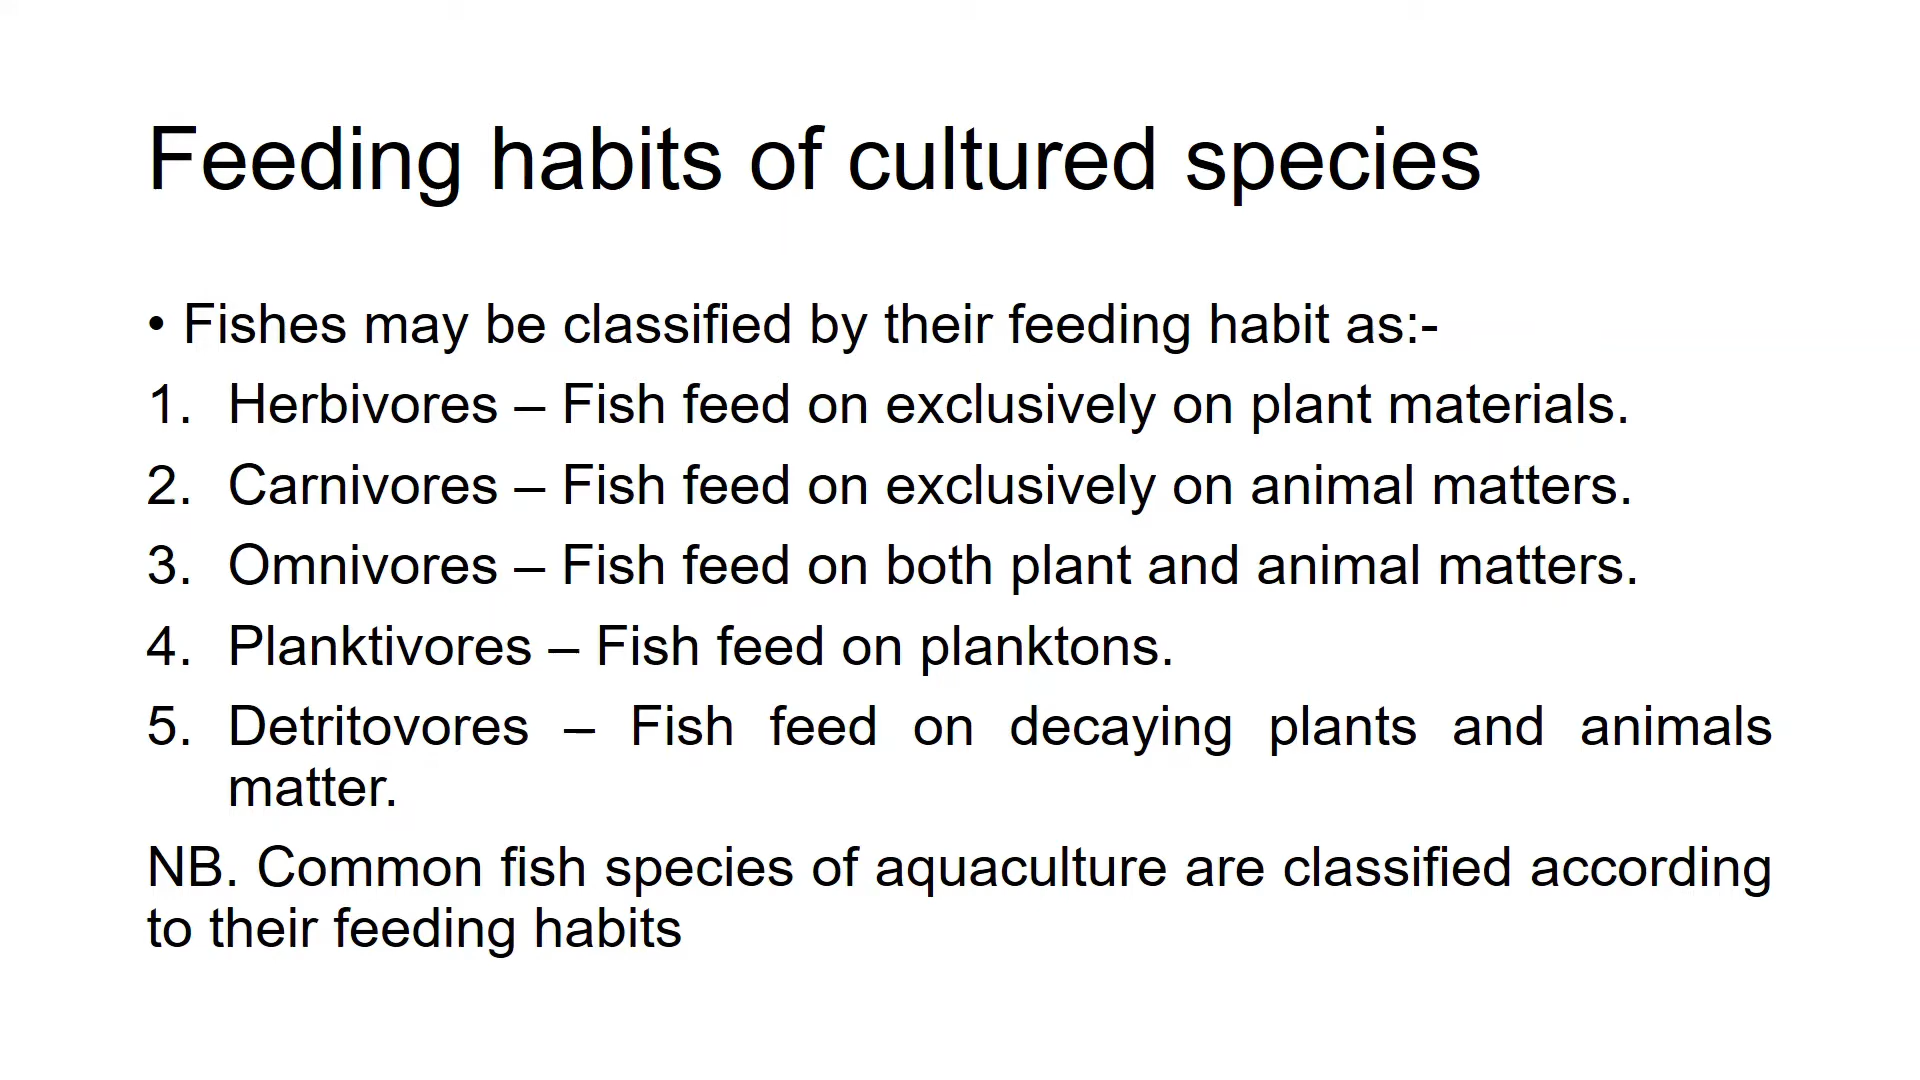 Feeding habits of cultured species
• Fishes may be classified by their feeding habit as:-
1. Herbivores – Fish feed on exclusively on plant materials.
2. Carnivores – Fish feed on exclusively on animal matters.
3. Omnivores – Fish feed on both plant and animal matters.
4. Planktivores – Fish feed on planktons.
5. Detritovores – Fish feed on decaying plants and animals
matter.
NB. Common fish species of aquaculture are classified according
to their feeding habits